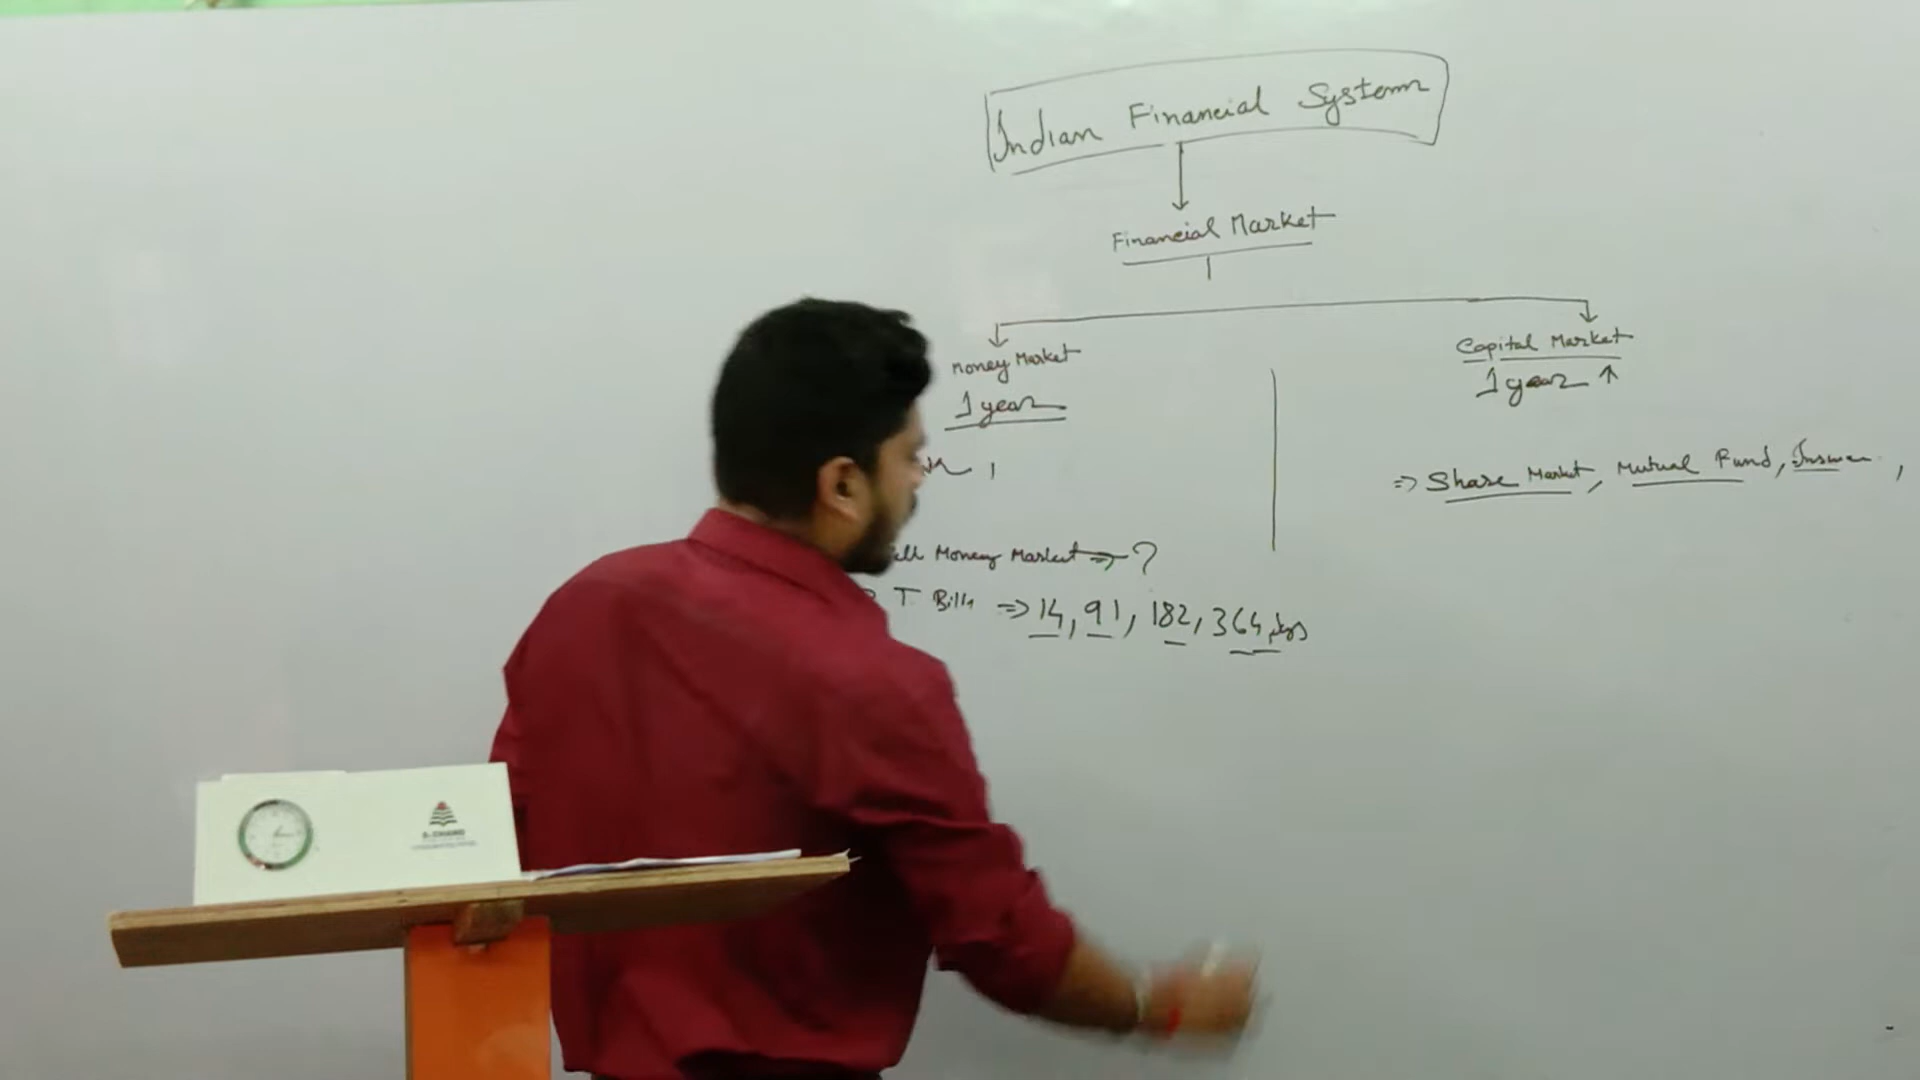 Indian Financial System
Financial Market
Money Market
1 year
Capital Market
1 year ↑
⇒ Share Market, Mutual Fund,
Money Market ⇒ ?
T. Bills ⇒ 14, 91, 182, 364 days
S. CHAND